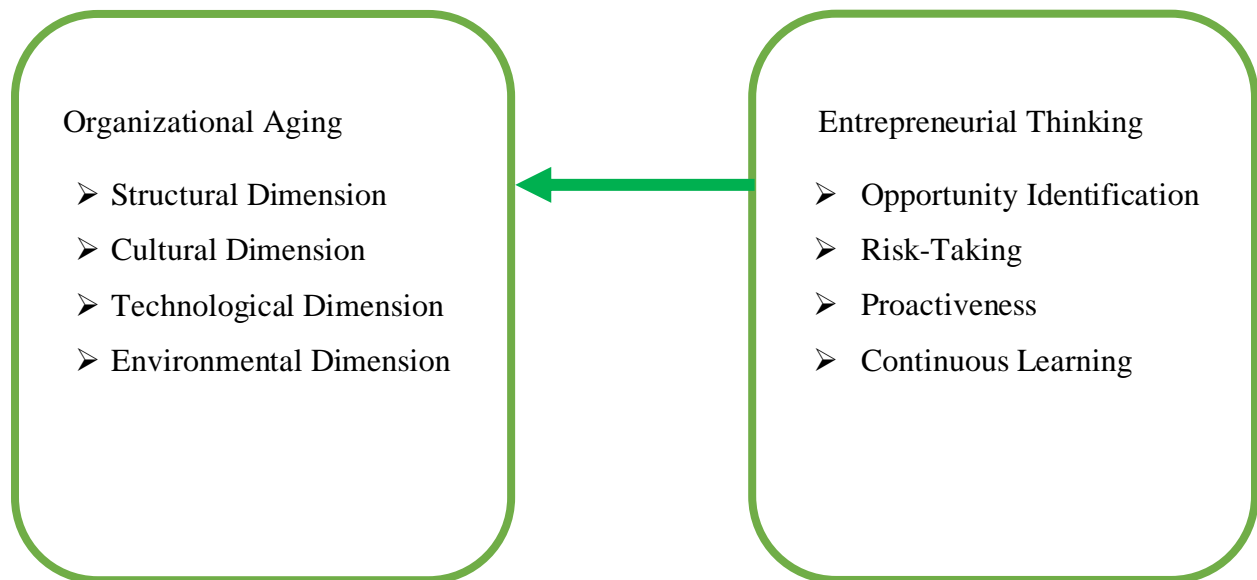 Organizational Aging
➢ Structural Dimension
➢ Cultural Dimension
➢ Technological Dimension
➢ Environmental Dimension
Entrepreneurial Thinking
➢ Opportunity Identification
➢ Risk-Taking
➢ Proactiveness
➢ Continuous Learning